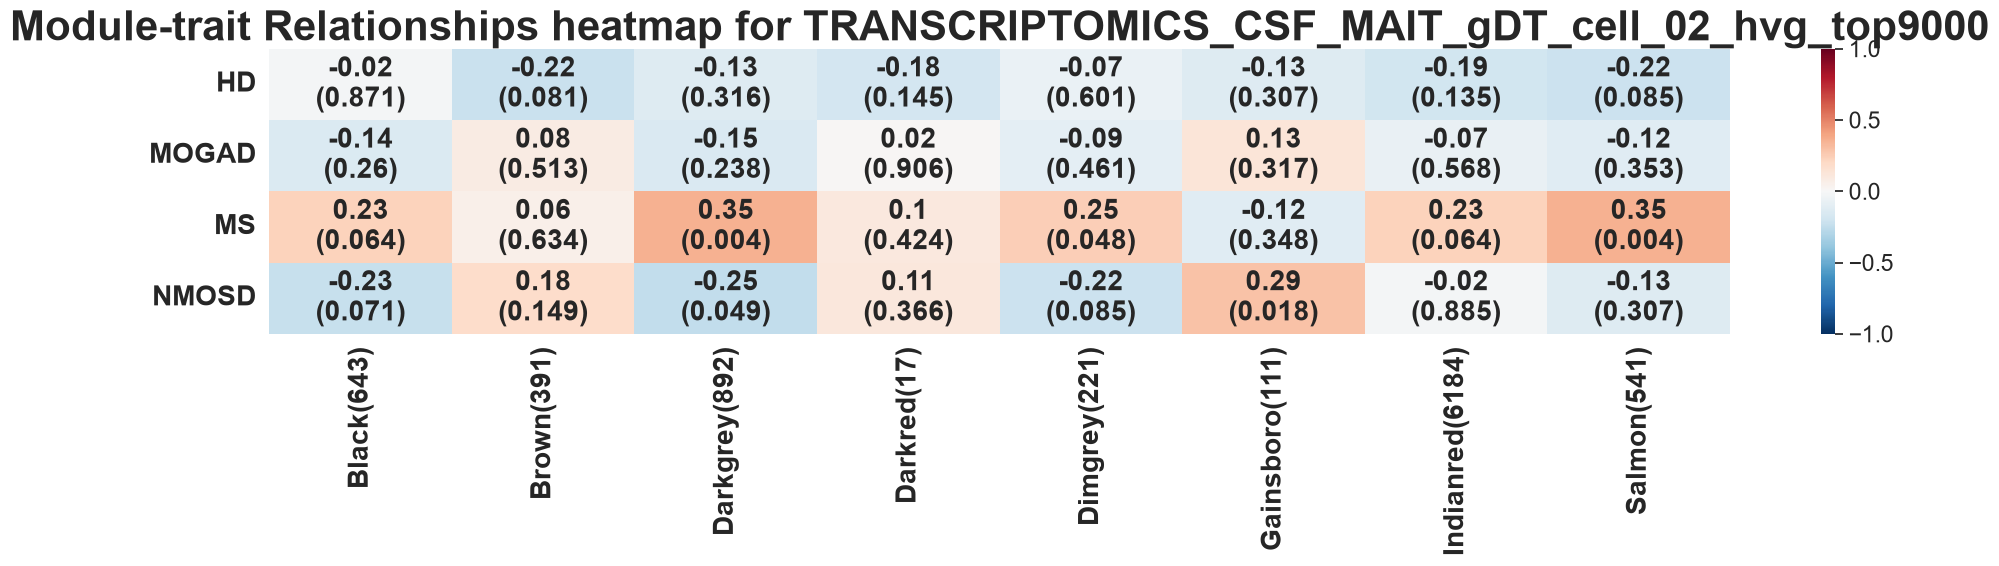 Module-trait Relationships heatmap for TRANSCRIPTOMICS_CSF_MAIT_gDT_cell_02_hvg_top9000
HD
-0.02 -0.22 -0.13 -0.18 -0.07 -0.13 -0.19 -0.22
(0.871) (0.081) (0.316) (0.145) (0.601) (0.307) (0.135) (0.085)
MOGAD
-0.14 0.08 -0.15 0.02 -0.09 0.13 -0.07 -0.12
(0.26) (0.513) (0.238) (0.906) (0.461) (0.317) (0.568) (0.353)
MS
0.23 0.06 0.35 0.1 0.25 -0.12 0.23 0.35
(0.064) (0.634) (0.004) (0.424) (0.048) (0.348) (0.064) (0.004)
NMOSD
-0.23 0.18 -0.25 0.11 -0.22 0.29 -0.02 -0.13
(0.071) (0.149) (0.049) (0.366) (0.085) (0.018) (0.885) (0.307)
Black(643)
Brown(391)
Darkgrey(892)
Darkred(17)
Dimgrey(221)
Gainsboro(111)
Indianred(6184)
Salmon(541)
1.0
0.5
0.0
−0.5
−1.0